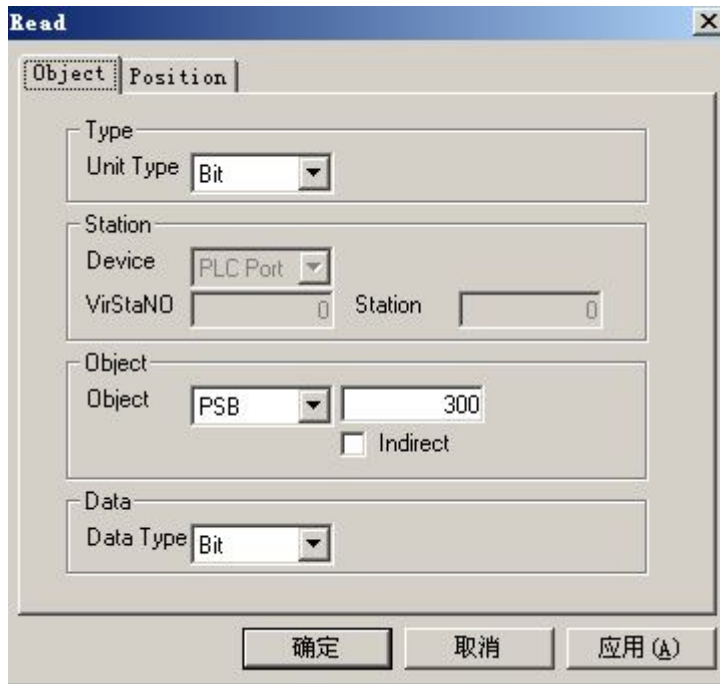 Read
Object Position
Type
Unit Type Bit
Station
Device PLC Port
VirStaNO 0 Station 0
Object
Object PSB 300
Indirect
Data
Data Type Bit
确定 取消 应用(A)